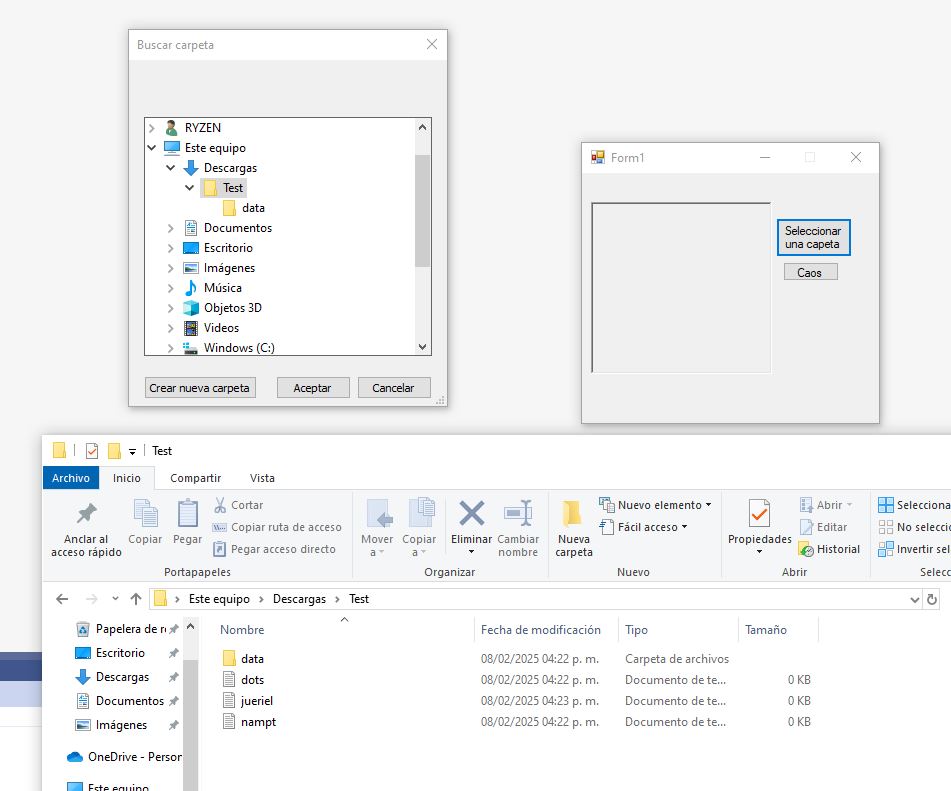 Buscar carpeta
RYZEN
Este equipo
Descargas
Test
data
Documentos
Escritorio
Imágenes
Música
Objetos 3D
Videos
Windows (C:)
Crear nueva carpeta
Aceptar
Cancelar
Form1
Seleccionar
una capeta
Caos
Test
Archivo
Inicio
Compartir
Vista
Anclar al
acceso rápido
Copiar
Pegar
Cortar
Copiar ruta de acceso
Pegar acceso directo
Portapapeles
Mover
a
Copiar
a
Eliminar
Cambiar
nombre
Organizar
Nueva
carpeta
Nuevo elemento
Fácil acceso
Nuevo
Propiedades
Abrir
Editar
Historial
Abrir
Selecciona
No selecci
Invertir sel
Selecc
Este equipo > Descargas > Test
Papelera de r
Escritorio
Descargas
Documentos
Imágenes
OneDrive - Person
Este equipo
Nombre Fecha de modificación Tipo Tamaño
data 08/02/2025 04:22 p. m. Carpeta de archivos
dots 08/02/2025 04:22 p. m. Documento de te... 0 KB
jueriel 08/02/2025 04:23 p. m. Documento de te... 0 KB
nampt 08/02/2025 04:22 p. m. Documento de te... 0 KB